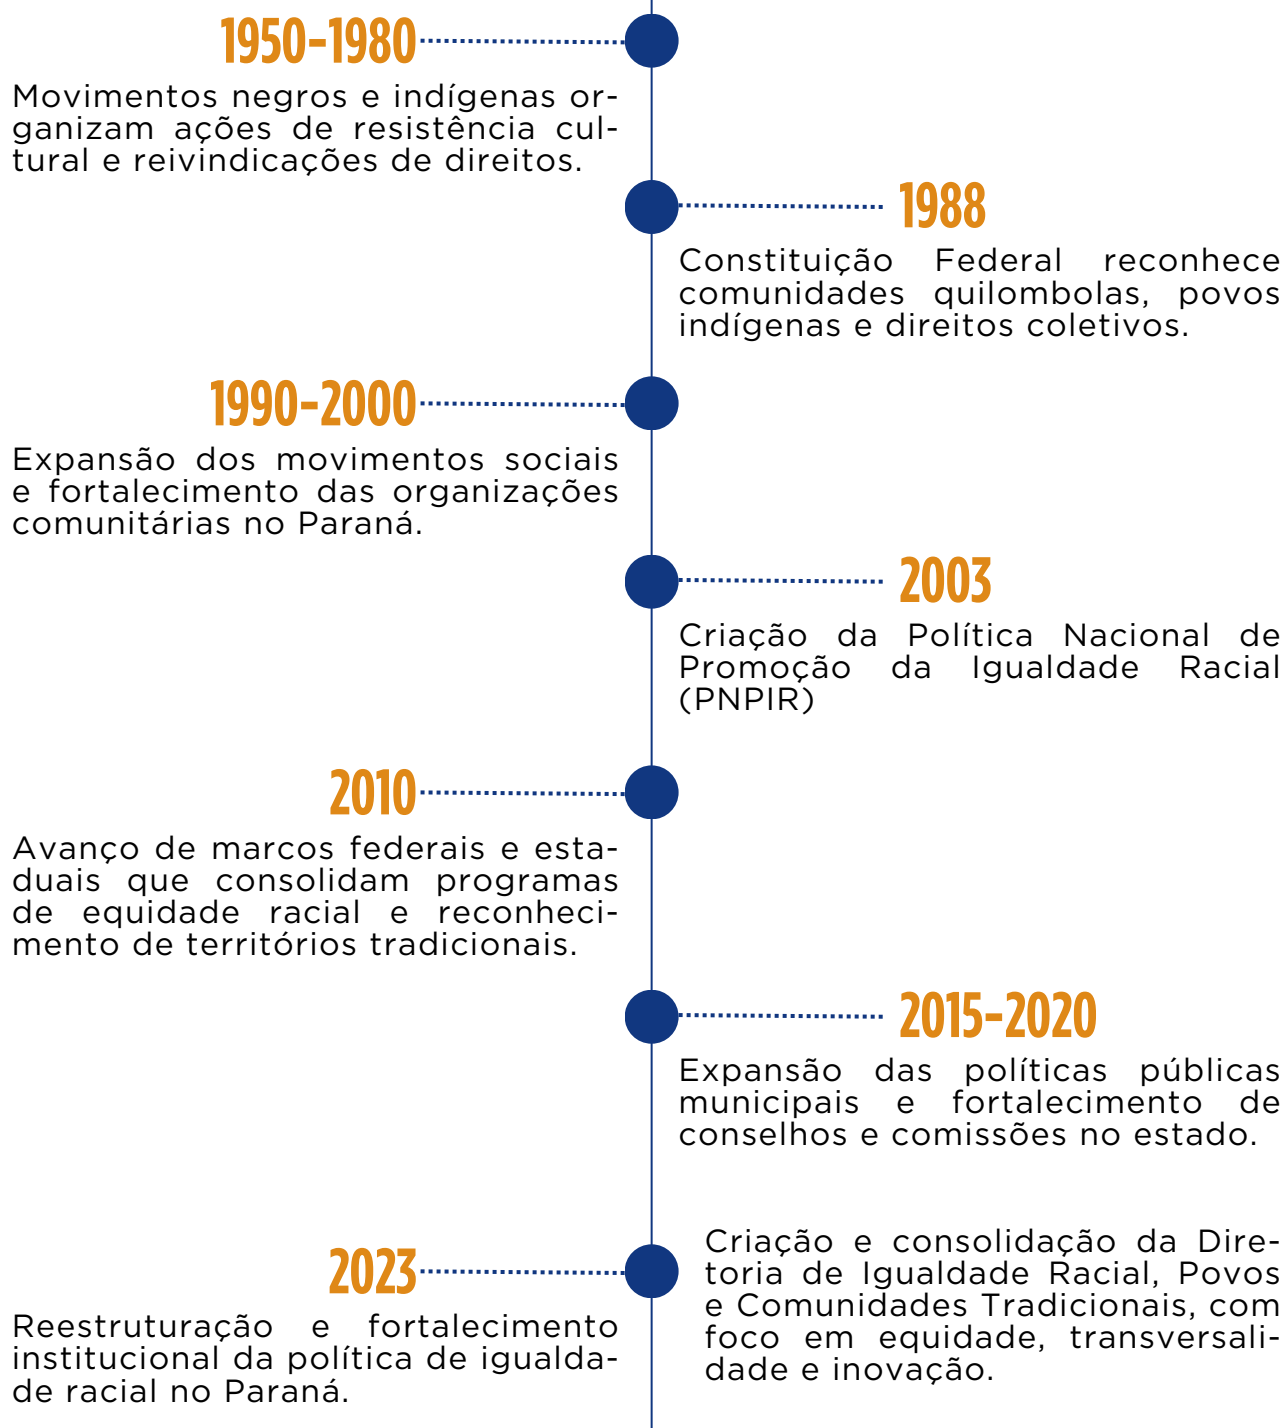 1950-1980
Movimentos negros e indígenas or-
ganizam ações de resistência cul-
tural e reivindicações de direitos.
1988
Constituição Federal reconhece
comunidades quilombolas, povos
indígenas e direitos coletivos.
1990-2000
Expansão dos movimentos sociais
e fortalecimento das organizações
comunitárias no Paraná.
2003
Criação da Política Nacional de
Promoção da Igualdade Racial
(PNPIR)
2010
Avanço de marcos federais e esta-
duais que consolidam programas
de equidade racial e reconheci-
mento de territórios tradicionais.
2015-2020
Expansão das políticas públicas
municipais e fortalecimento de
conselhos e comissões no estado.
2023
Reestruturação e fortalecimento
institucional da política de igualda-
de racial no Paraná.
Criação e consolidação da Dire-
toria de Igualdade Racial, Povos
e Comunidades Tradicionais, com
foco em equidade, transversali-
dade e inovação.